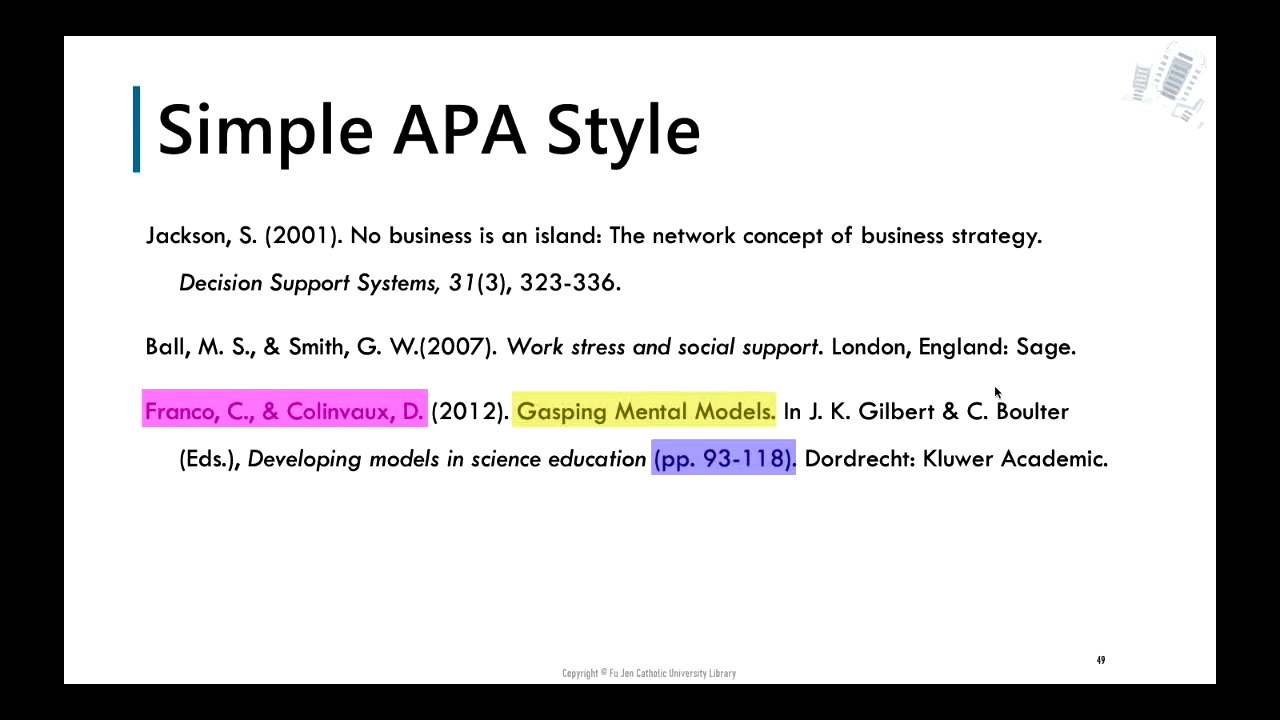 Simple APA Style
Jackson, S. (2001). No business is an island: The network concept of business strategy.
Decision Support Systems, 31(3), 323-336.
Ball, M. S., & Smith, G. W.(2007). Work stress and social support. London, England: Sage.
Franco, C., & Colinvaux, D. (2012). Gasping Mental Models. In J. K. Gilbert & C. Boulter
(Eds.), Developing models in science education (pp. 93-118). Dordrecht: Kluwer Academic.
49
Copyright © Fu Jen Catholic University Library